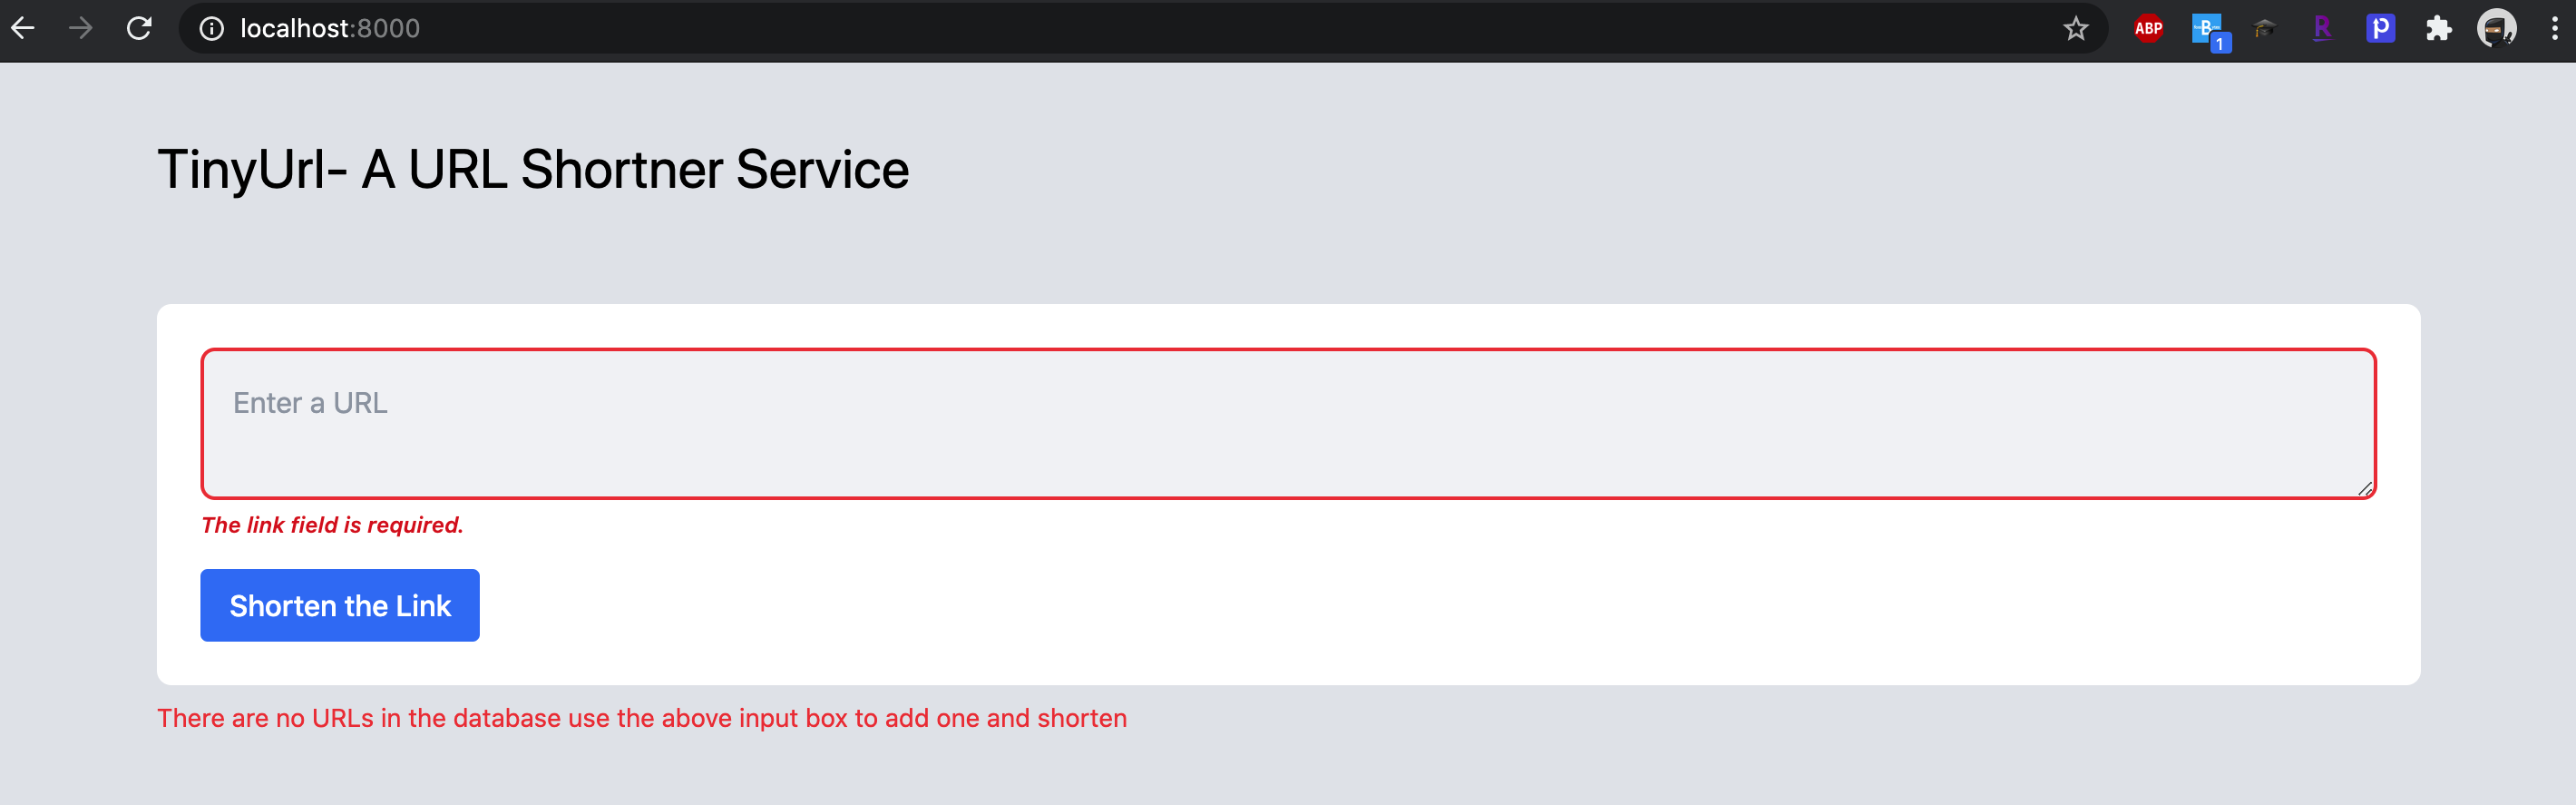 localhost:8000
ABP
B
1
R
p
TinyUrl- A URL Shortner Service
Enter a URL
The link field is required.
Shorten the Link
There are no URLs in the database use the above input box to add one and shorten